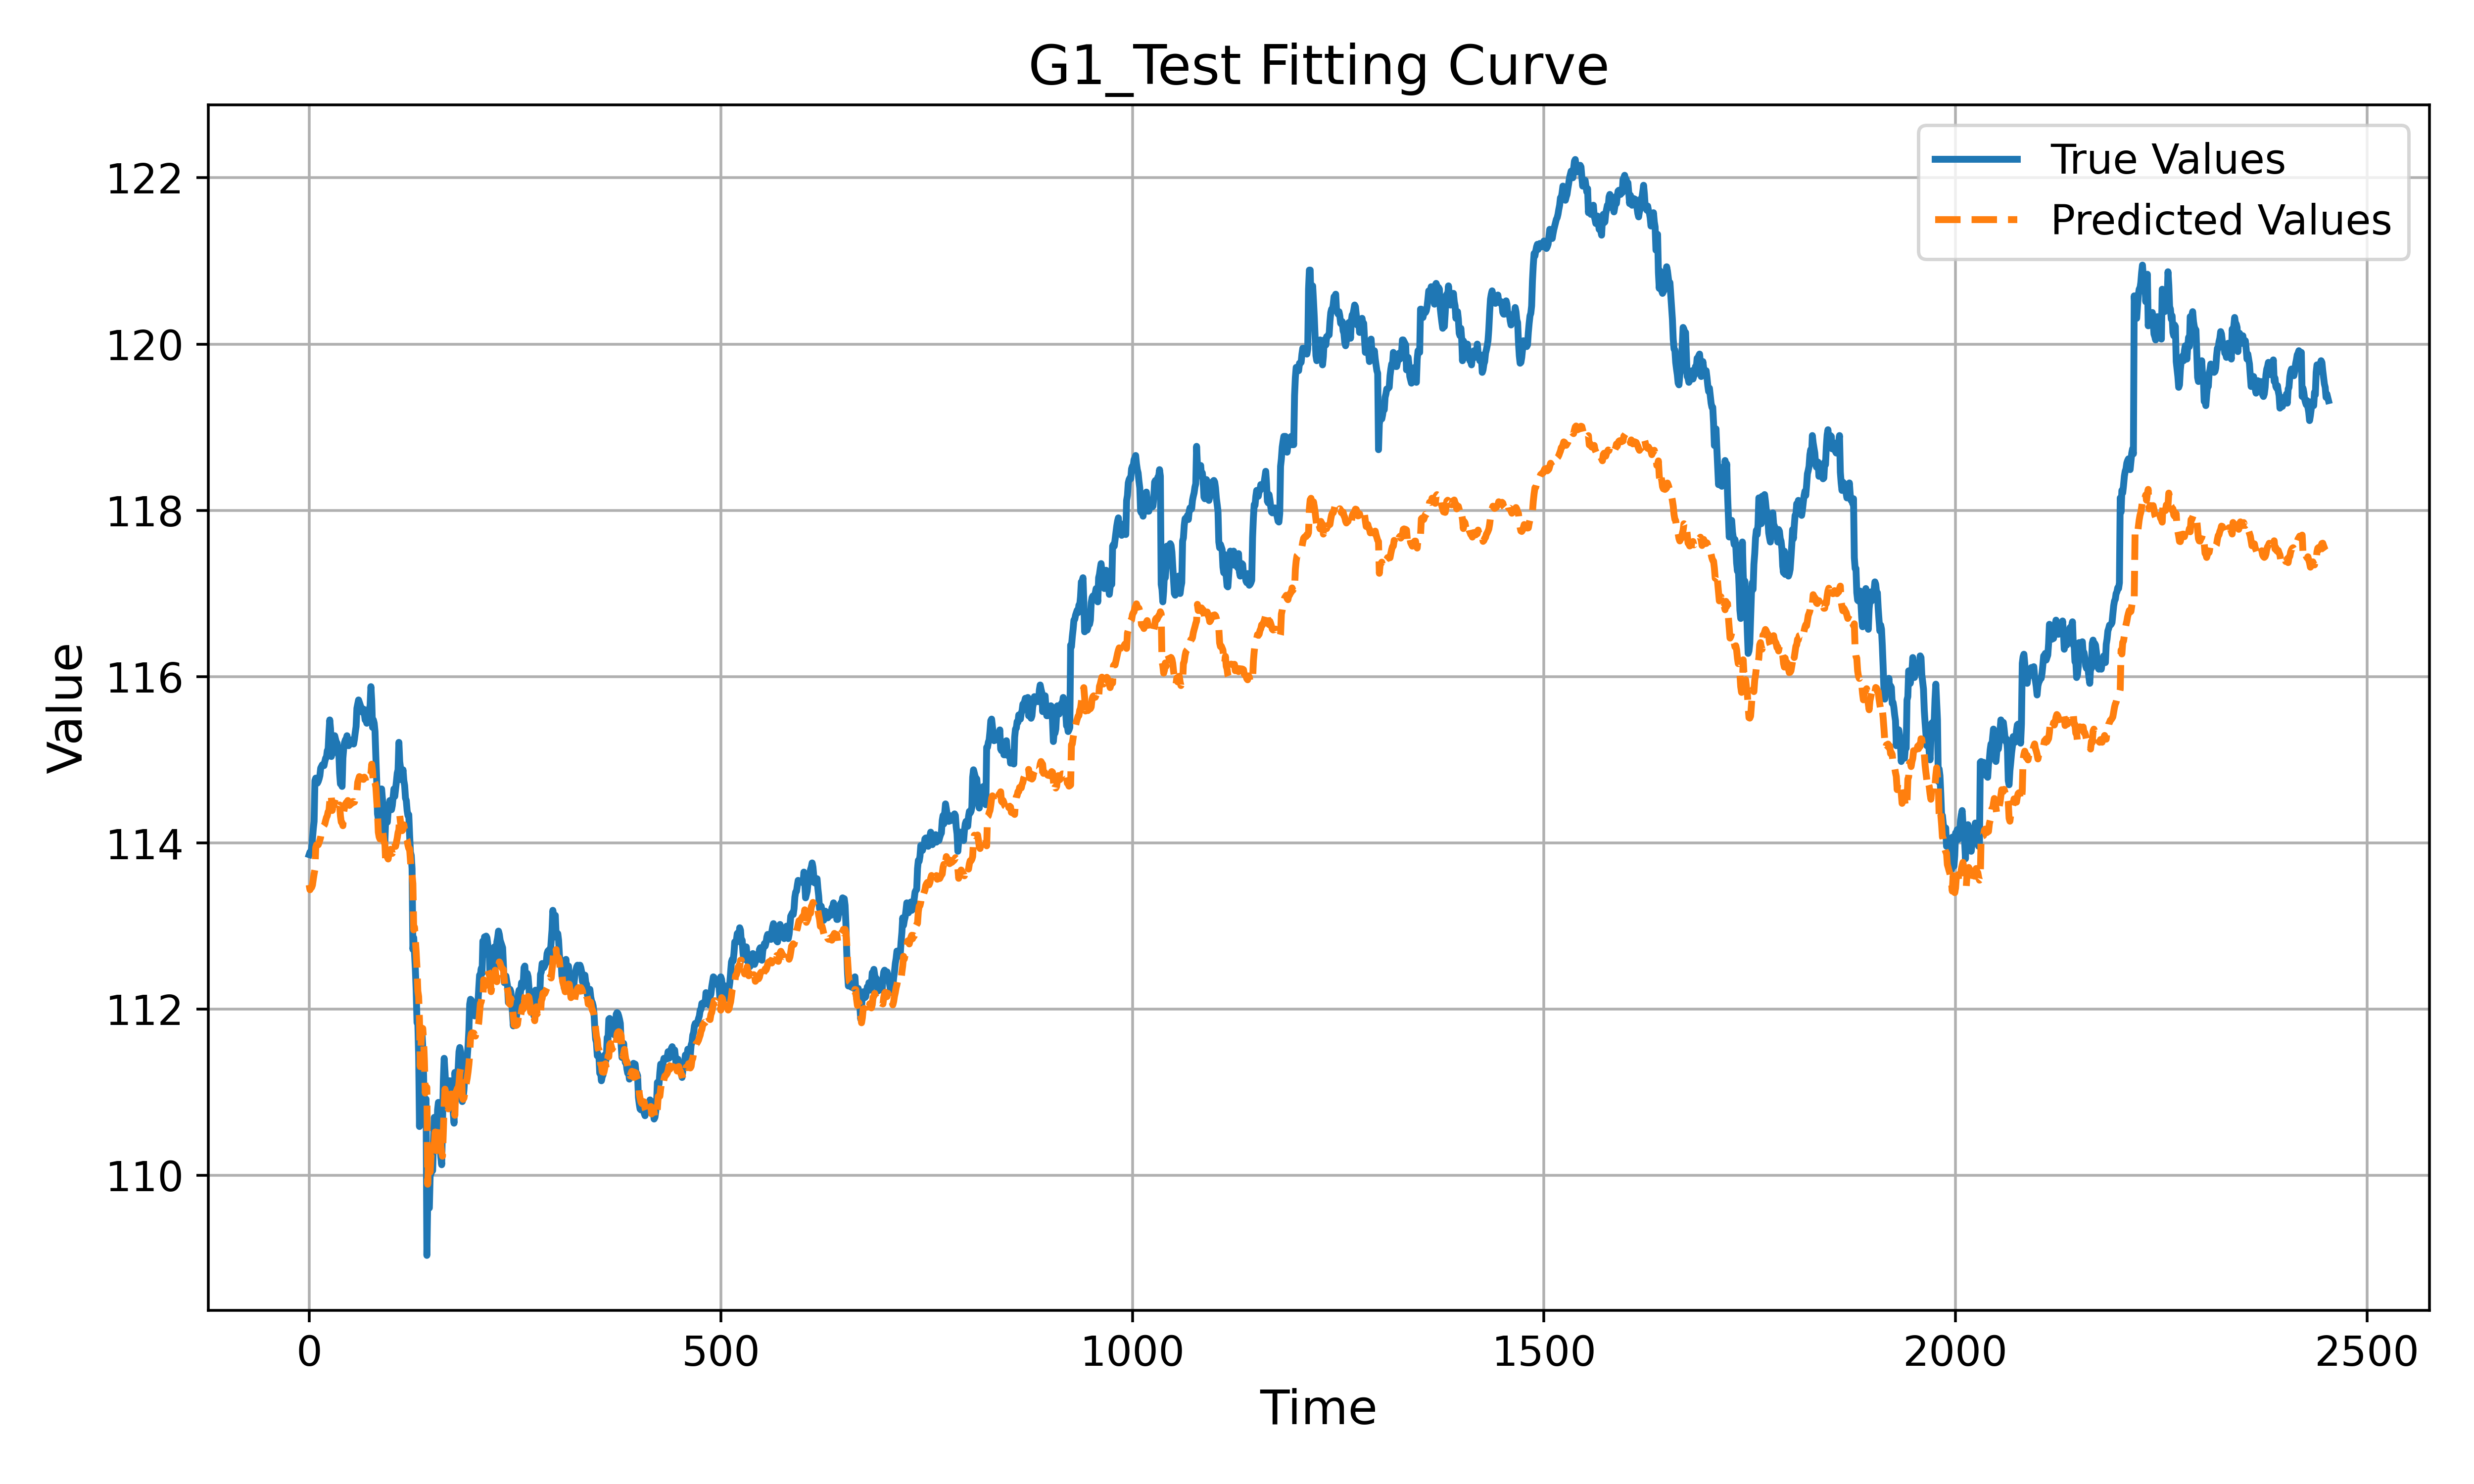 G1_Test Fitting Curve
True Values
Predicted Values
Value
122
120
118
116
114
112
110
0 500 1000 1500 2000 2500
Time